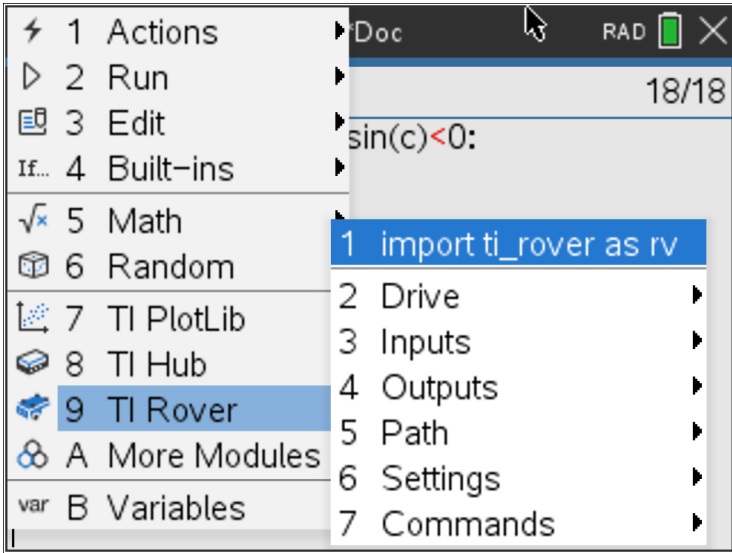 1 Actions
*Doc
RAD
2 Run
18/18
3 Edit
sin(c)<0:
If... 4 Built-ins
√x 5 Math
6 Random
7 TI PlotLib
8 TI Hub
9 TI Rover
A More Modules
var B Variables
1 import ti_rover as rv
2 Drive
3 Inputs
4 Outputs
5 Path
6 Settings
7 Commands